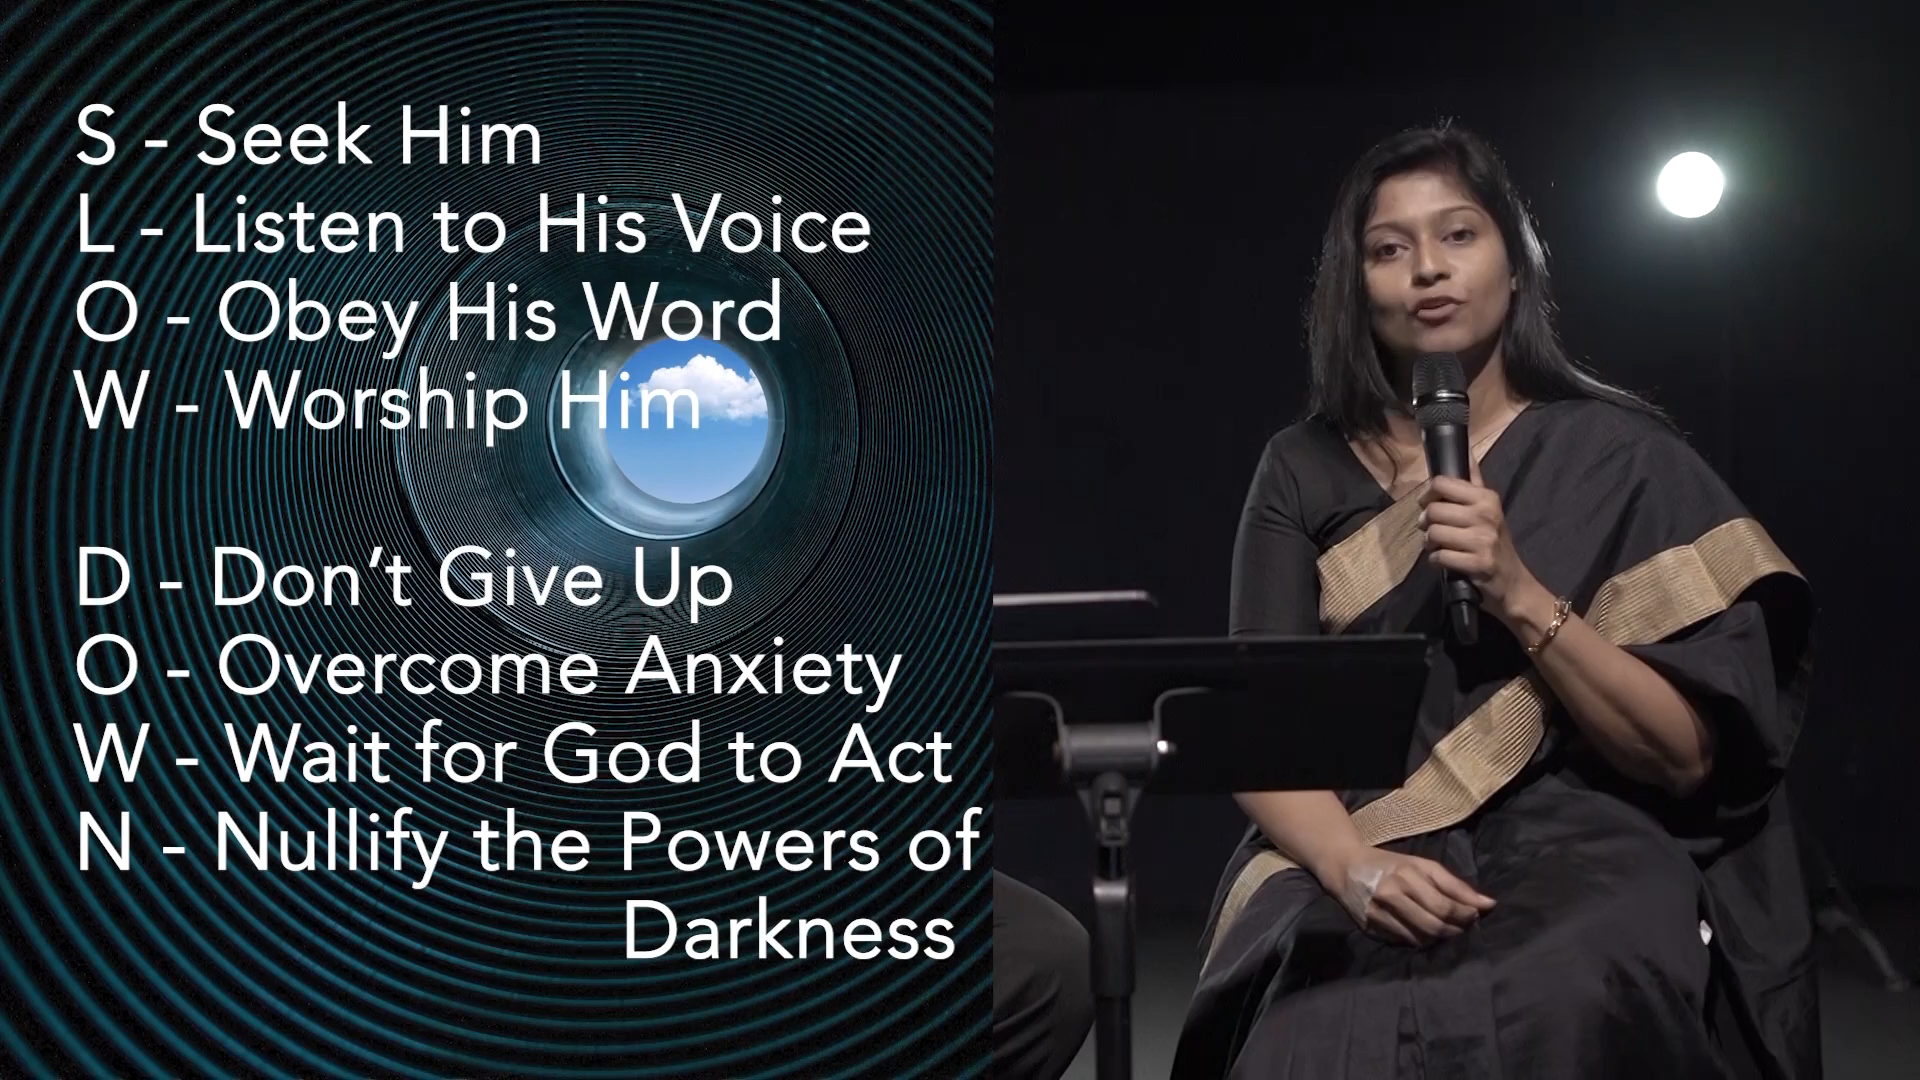 S - Seek Him
L - Listen to His Voice
O - Obey His Word
W - Worship Him
D - Don’t Give Up
O - Overcome Anxiety
W - Wait for God to Act
N - Nullify the Powers of
Darkness